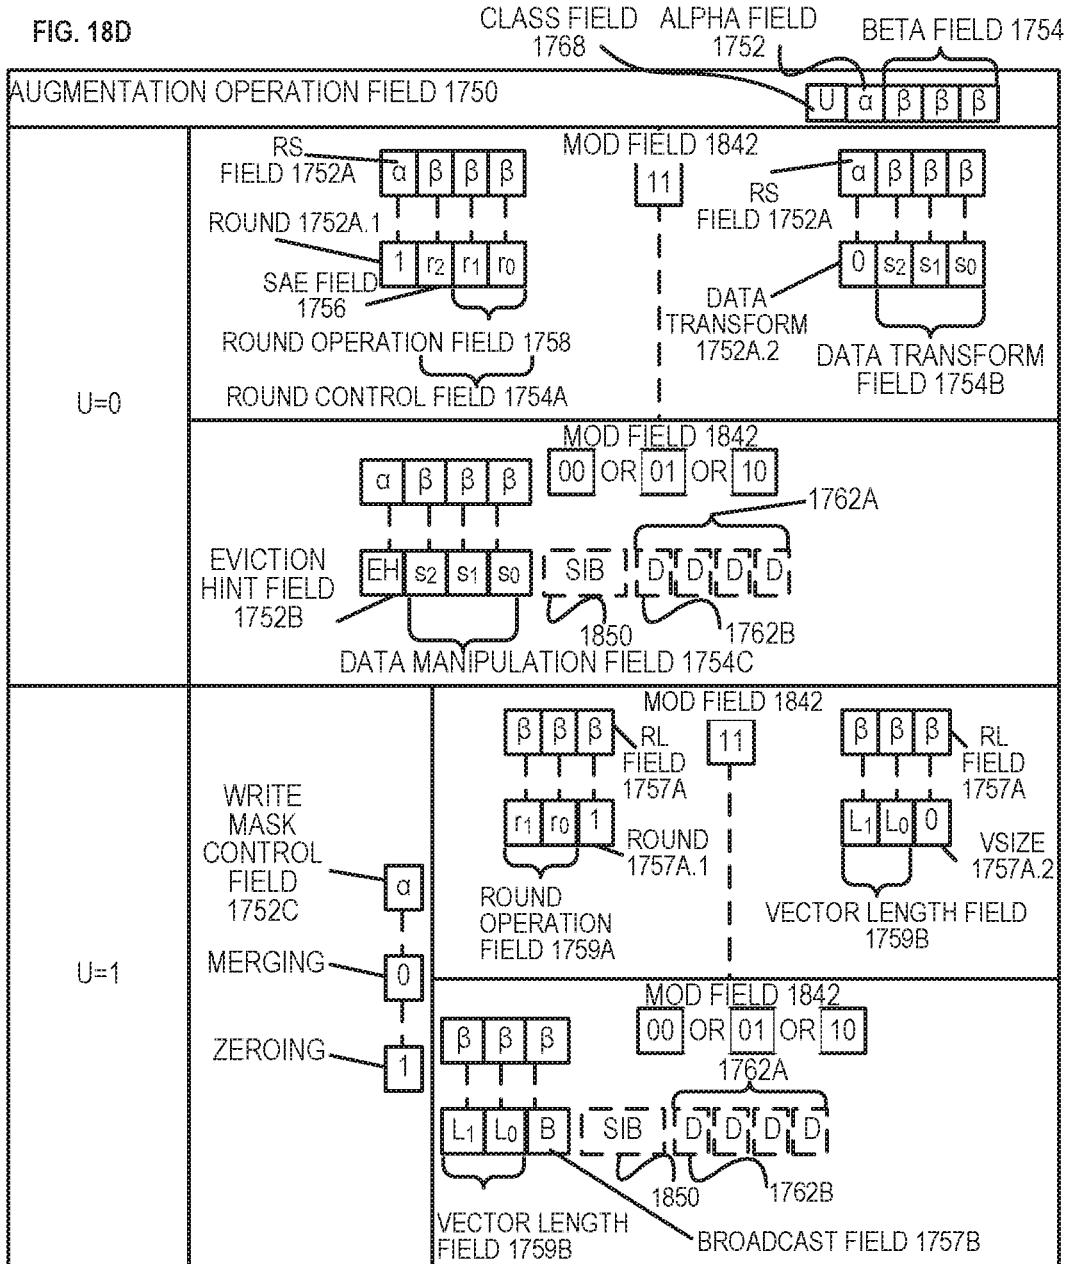 FIG. 18D
CLASS FIELD
1768
ALPHA FIELD
1752
BETA FIELD 1754
AUGMENTATION OPERATION FIELD 1750
U α β β β
U=0
RS
FIELD 1752A
α β β β
ROUND 1752A.1
1 r2 r1 r0
SAE FIELD
1756
ROUND OPERATION FIELD 1758
ROUND CONTROL FIELD 1754A
MOD FIELD 1842
11
α β β β
RS
FIELD 1752A
0 s2 s1 s0
DATA
TRANSFORM
1752A.2
DATA TRANSFORM
FIELD 1754B
MOD FIELD 1842
00 OR 01 OR 10
α β β β
1762A
EVICTION
HINT FIELD
1752B
EH s2 s1 s0 SIB D D D D
1850
1762B
DATA MANIPULATION FIELD 1754C
U=1
WRITE
MASK
CONTROL
FIELD
1752C
α
MERGING
0
ZEROING
1
MOD FIELD 1842
11
β β β
RL
FIELD
1757A
r1 r0 1
ROUND
1757A.1
ROUND
OPERATION
FIELD 1759A
β β β
RL
FIELD
1757A
L1 L0 0
VSIZE
1757A.2
VECTOR LENGTH FIELD
1759B
MOD FIELD 1842
00 OR 01 OR 10
β β β
1762A
L1 L0 B SIB D D D D
1850
1762B
VECTOR LENGTH
FIELD 1759B
BROADCAST FIELD 1757B